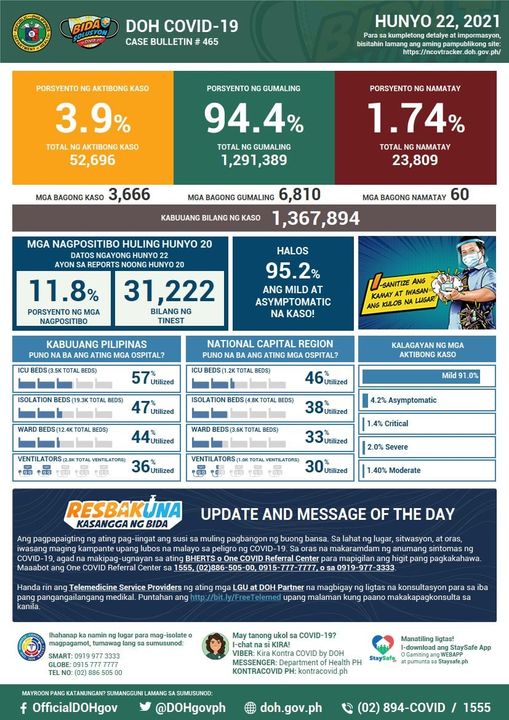 BIDA
SOLUSYON
DOH COVID-19
CASE BULLETIN # 465
HUNYO 22, 2021
Para sa kumpletong detalye at impormasyon,
bisitahin lamang ang aming pampublikong site:
https://ncovtracker.doh.gov.ph/
PORSYENTO NG AKTIBONG KASO
3.9%
TOTAL NG AKTIBONG KASO
52,696
PORSYENTO NG GUMALING
94.4%
TOTAL NG GUMALING
1,291,389
PORSYENTO NG NAMATAY
1.74%
TOTAL NG NAMATAY
23,809
MGA BAGONG KASO 3,666
MGA BAGONG GUMALING 6,810
MGA BAGONG NAMATAY 60
KABUUANG BILANG NG KASO 1,367,894
MGA NAGPOSITIBO HULING HUNYO 20
DATOS NGAYONG HUNYO 22
AYON SA REPORTS NOONG HUNYO 20
11.8%
PORSYENTO NG MGA
NAGPOSITIBO
31,222
BILANG NG
TINEST
HALOS
95.2%
ANG MILD AT
ASYMPTOMATIC
NA KASO!
I-SANITIZE ANG
KAMAY AT IWASAN
ANG KULOB NA LUGAR!
KABUUANG PILIPINAS
PUNO NA BA ANG ATING MGA OSPITAL?
ICU BEDS (3.5K TOTAL BEDS)
57% Utilized
ISOLATION BEDS (19.3K TOTAL BEDS)
47% Utilized
WARD BEDS (12.4K TOTAL BEDS)
44% Utilized
VENTILATORS (2.8K TOTAL VENTILATORS)
36% Utilized
NATIONAL CAPITAL REGION
PUNO NA BA ANG ATING MGA OSPITAL?
ICU BEDS (1.2K TOTAL BEDS)
46% Utilized
ISOLATION BEDS (4.8K TOTAL BEDS)
38% Utilized
WARD BEDS (3.6K TOTAL BEDS)
33% Utilized
VENTILATORS (1.0K TOTAL VENTILATORS)
30% Utilized
KALAGAYAN NG MGA
AKTIBONG KASO
Mild 91.0%
4.2% Asymptomatic
1.4% Critical
2.0% Severe
1.40% Moderate
RESBAKUNA
KASANGGA NG BIDA
UPDATE AND MESSAGE OF THE DAY
Ang pagpapaigting ng ating pag-iingat ang susi sa muling pagbangon ng buong bansa. Sa lahat ng lugar, sitwasyon, at oras,
iwasang maging kampante upang lubos na malayo sa peligro ng COVID-19. Sa oras na makaramdam ng anumang sintomas ng
COVID-19, agad na makipag-ugnayan sa ating BHERTS o One COVID Referral Center para mapigilan ang higit pang pagkakahawa.
Maaabot ang One COVID Referral Center sa 1555, (02)886-505-00, 0915-777-7777, o sa 0919-977-3333.
Handa rin ang Telemedicine Service Providers ng ating mga LGU at DOH Partner na magbigay ng ligtas na konsultasyon para sa iba
pang pangangailangang medikal. Puntahan ang http://bit.ly/FreeTelemed upang malaman kung paano makakapagkonsulta sa
kanila.
Ihahanap ka namin ng lugar para mag-isolate o
magpagamot, tumawag lang sa sumusunod:
SMART: 0919 977 3333
GLOBE: 0915 777 7777
TEL NO: (02) 886 505 00
May tanong ukol sa COVID-19?
I-chat na si KIRA!
VIBER: Kira Kontra COVID by DOH
MESSENGER: Department of Health PH
KONTRACOVID PH: kontracovid.ph
StaySafe
Manatiling ligtas!
I-download ang StaySafe App
O Gamiting ang WEBAPP
at pumunta sa Staysafe.ph
MAYROON PANG KATANUNGAN? SUMANGGUNI LAMANG SA SUMUSUNOD:
OfficialDOHgov
@DOHgovph
doh.gov.ph
(02) 894-COVID / 1555